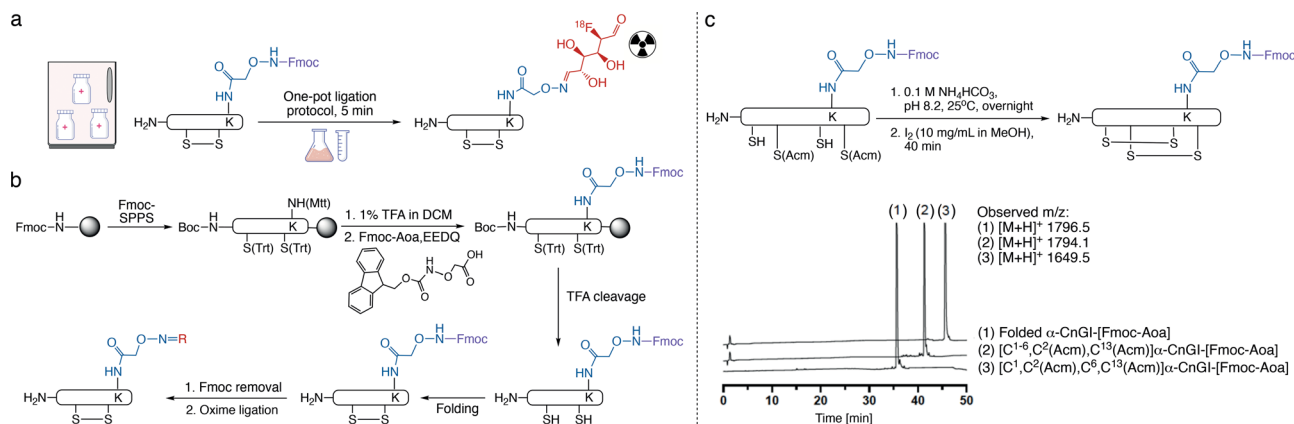 a
H
N
O
Fmoc
O
HN
H₂N
K
S
S
One-pot ligation
protocol, 5 min
¹⁸F
O
HO
OH
OH
O
O
N
HN
H₂N
K
S
S
b
Fmoc
H
N
Fmoc-
SPPS
Boc
H
N
NH(Mtt)
K
S(Trt)
S(Trt)
1. 1% TFA in DCM
2. Fmoc-Aoa,EEDQ
O
O
H
N
O
O
OH
H
N
O
Fmoc
O
HN
Boc
H
N
K
S(Trt)
S(Trt)
TFA cleavage
H
N
O
Fmoc
O
HN
H₂N
K
SH
SH
Folding
H
N
O
Fmoc
O
HN
H₂N
K
S
S
1. Fmoc removal
2. Oxime ligation
O
O
N=R
HN
H₂N
K
S
S
c
H
N
O
Fmoc
O
HN
H₂N
K
SH
S(Acm)
SH
S(Acm)
1. 0.1 M NH₄HCO₃,
pH 8.2, 25ºC, overnight
2. I₂ (10 mg/mL in MeOH),
40 min
H
N
O
Fmoc
O
HN
H₂N
K
S
S
S
S
(1) (2) (3)
Observed m/z:
(1) [M+H]⁺ 1796.5
(2) [M+H]⁺ 1794.1
(3) [M+H]⁺ 1649.5
(1) Folded α-CnGI-[Fmoc-Aoa]
(2) [C¹⁻⁶,C²(Acm),C¹³(Acm)]α-CnGI-[Fmoc-Aoa]
(3) [C¹,C²(Acm),C⁶,C¹³(Acm)]α-CnGI-[Fmoc-Aoa]
0 10 20 30 40 50
Time [min]